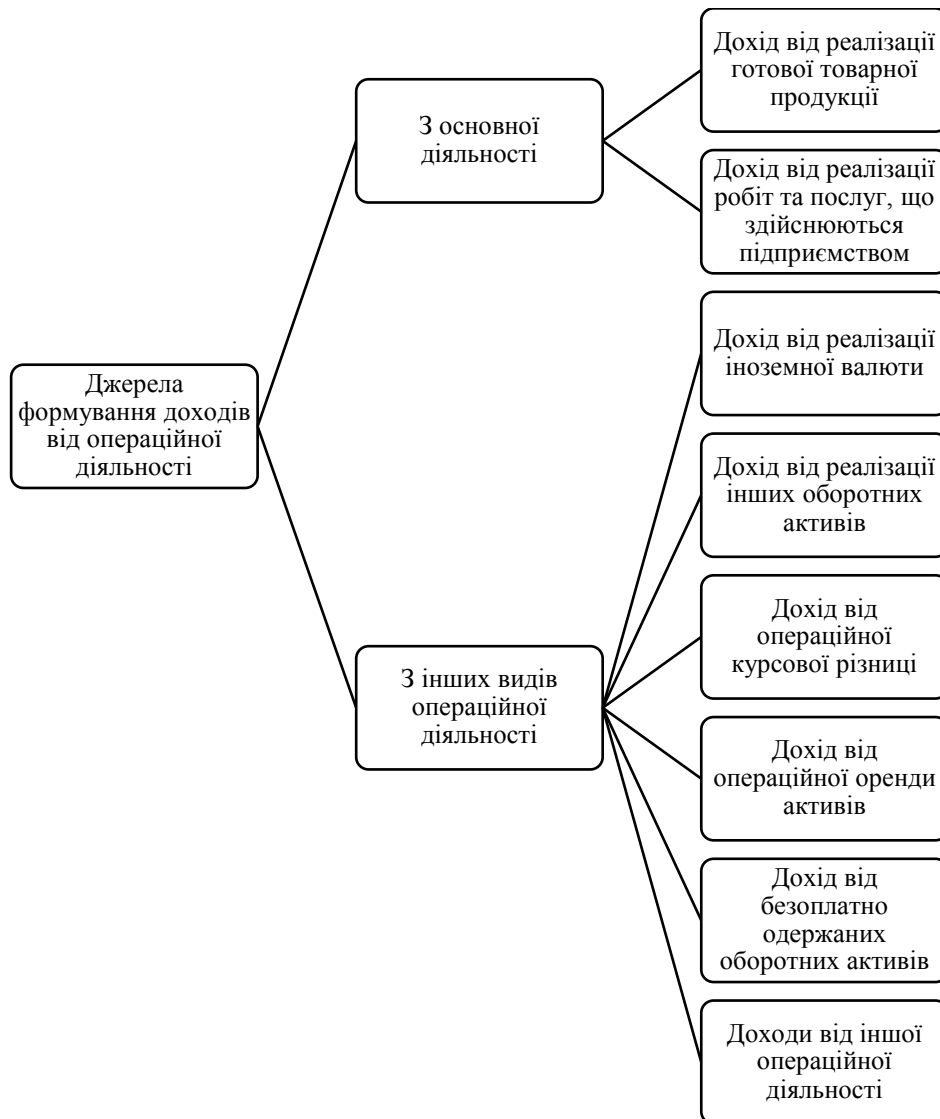 Джерела
формування доходів
від операційної
діяльності
З основної
діяльності
Дохід від реалізації
готової товарної
продукції
Дохід від реалізації
робіт та послуг, що
здійснюються
підприємством
З інших видів
операційної
діяльності
Дохід від реалізації
іноземної валюти
Дохід від реалізації
інших оборотних
активів
Дохід від
операційної
курсової різниці
Дохід від
операційної оренди
активів
Дохід від
безоплатно
одержаних
оборотних активів
Доходи від іншої
операційної
діяльності